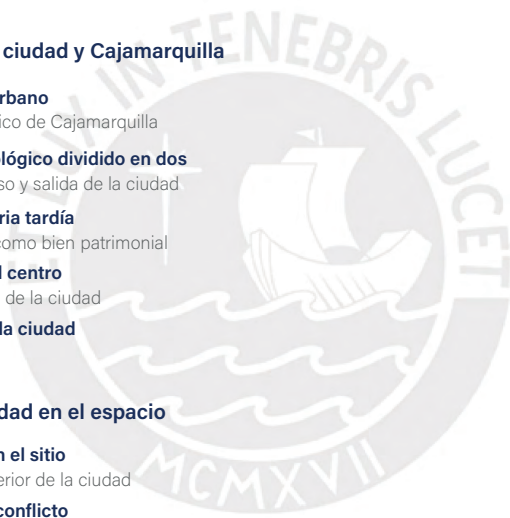 ET LUX IN TENEBRIS LUCET
ciudad y Cajamarquilla
rbano
ico de Cajamarquilla
ológico dividido en dos
so y salida de la ciudad
ria tardía
como bien patrimonial
l centro
de la ciudad
la ciudad
dad en el espacio
n el sitio
erior de la ciudad
conflicto
MCMXVII